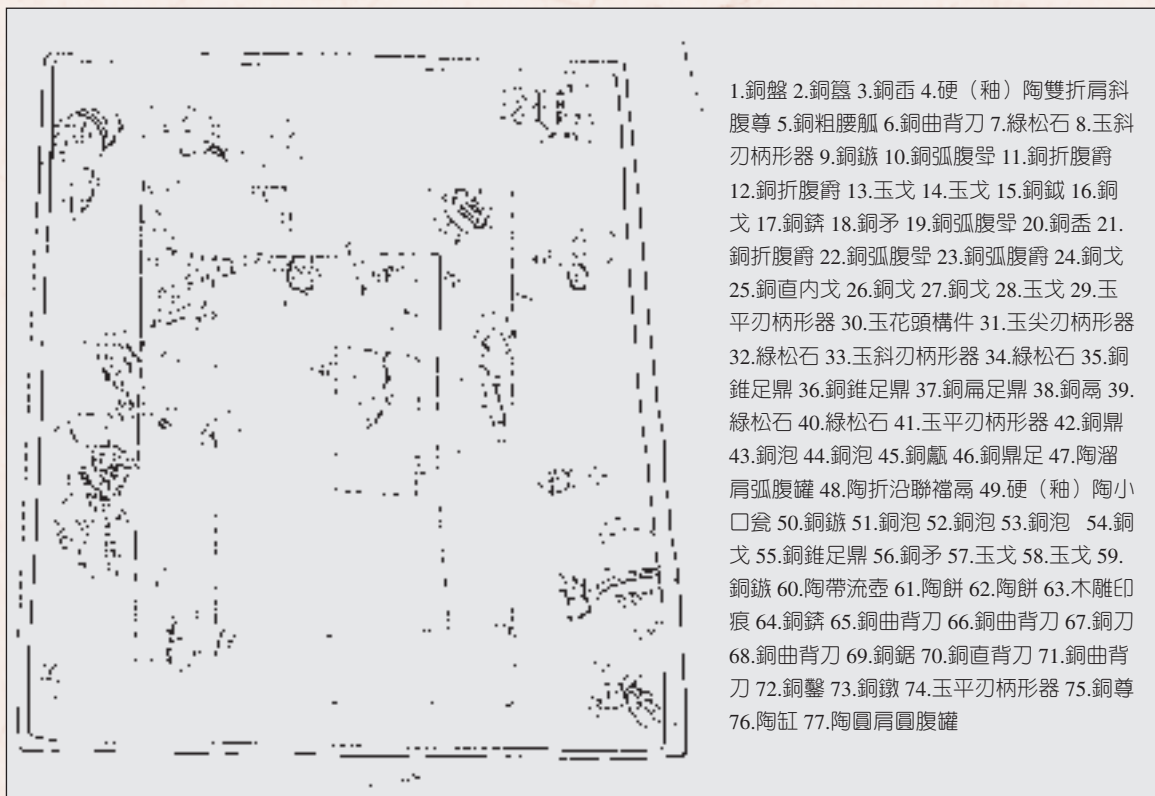 1.銅盤 2.銅簋 3.銅臿 4.硬（釉）陶雙折肩斜
腹尊 5.銅粗腰觚 6.銅曲背刀 7.綠松石 8.玉斜
刃柄形器 9.銅鏃 10.銅弧腹斝 11.銅折腹爵
12.銅折腹爵 13.玉戈 14.玉戈 15.銅鉞 16.銅
戈 17.銅錛 18.銅矛 19.銅弧腹斝 20.銅盉 21.
銅折腹爵 22.銅弧腹斝 23.銅弧腹爵 24.銅戈
25.銅直内戈 26.銅戈 27.銅戈 28.玉戈 29.玉
平刃柄形器 30.玉花頭構件 31.玉尖刃柄形器
32.綠松石 33.玉斜刃柄形器 34.綠松石 35.銅
錐足鼎 36.銅錐足鼎 37.銅扁足鼎 38.銅鬲 39.
綠松石 40.綠松石 41.玉平刃柄形器 42.銅鼎
43.銅泡 44.銅泡 45.銅甗 46.銅鼎足 47.陶溜
肩弧腹罐 48.陶折沿聯襠鬲 49.硬（釉）陶小
口瓮 50.銅鏃 51.銅泡 52.銅泡 53.銅泡 54.銅
戈 55.銅錐足鼎 56.銅矛 57.玉戈 58.玉戈 59.
銅鏃 60.陶帶流壺 61.陶餅 62.陶餅 63.木雕印
痕 64.銅錛 65.銅曲背刀 66.銅曲背刀 67.銅刀
68.銅曲背刀 69.銅鋸 70.銅直背刀 71.銅曲背
刀 72.銅鑿 73.銅鐓 74.玉平刃柄形器 75.銅尊
76.陶缸 77.陶圓肩圓腹罐